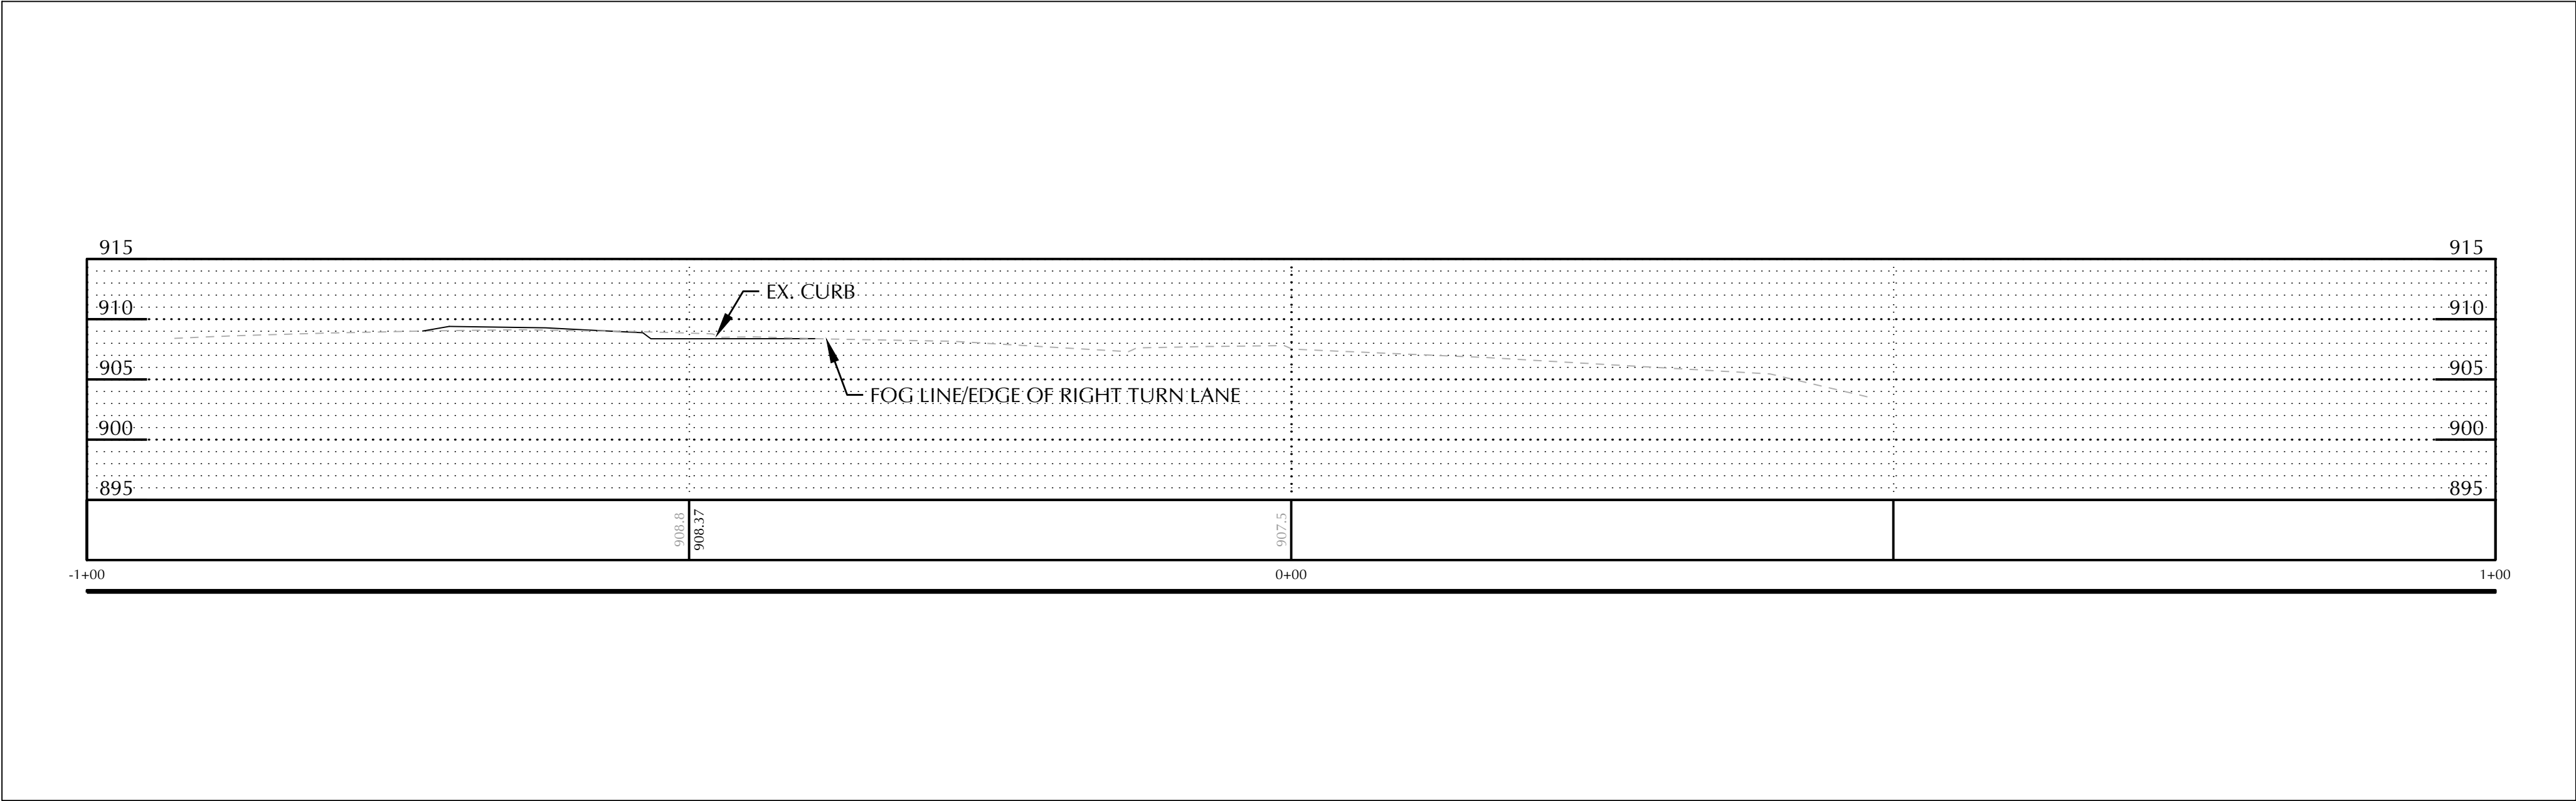 915 915
EX. CURB
910 910
905 905
FOG LINE/EDGE OF RIGHT TURN LANE
900 900
895 895
908.8
908.37
907.5
-1+00 0+00 1+00